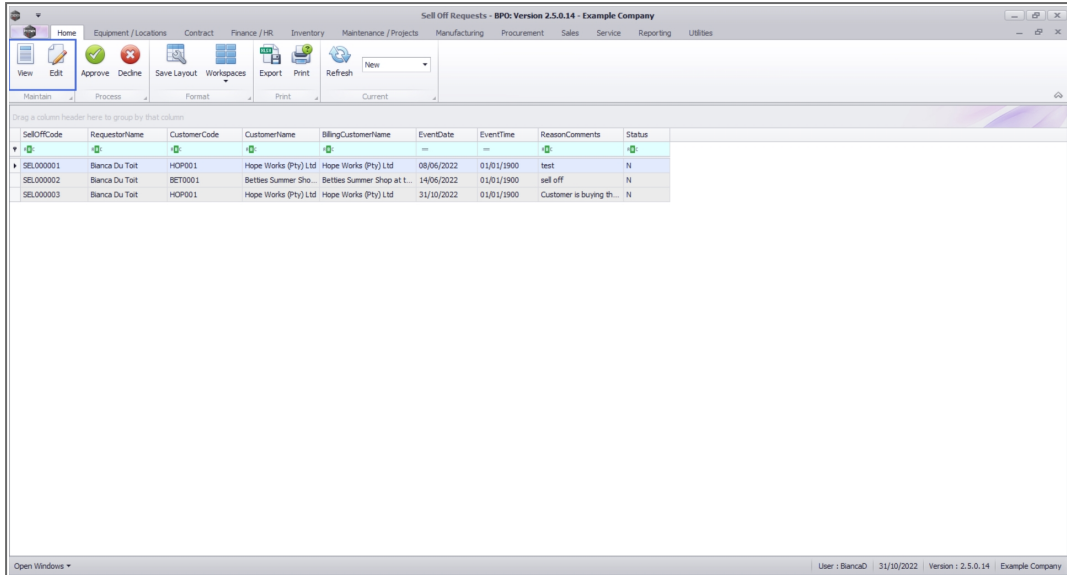 Sell Off Requests - BPO: Version 2.5.0.14 - Example Company
Home Equipment / Locations Contract Finance / HR Inventory Maintenance / Projects Manufacturing Procurement Sales Service Reporting Utilities
View Edit Approve Decline Save Layout Workspaces Export Print Refresh New
Maintain Process Format Print Current
Drag a column header here to group by that column
SellOffCode RequestorName CustomerCode CustomerName BillingCustomerName EventDate EventTime ReasonComments Status
SEL000001 Bianca Du Toit HOP001 Hope Works (Pty) Ltd Hope Works (Pty) Ltd 08/06/2022 01/01/1900 test N
SEL000002 Bianca Du Toit BET0001 Betties Summer Sho... Betties Summer Shop at t... 14/06/2022 01/01/1900 sell off N
SEL000003 Bianca Du Toit HOP001 Hope Works (Pty) Ltd Hope Works (Pty) Ltd 31/10/2022 01/01/1900 Customer is buying th... N
Open Windows User : BiancaD 31/10/2022 Version : 2.5.0.14 Example Company